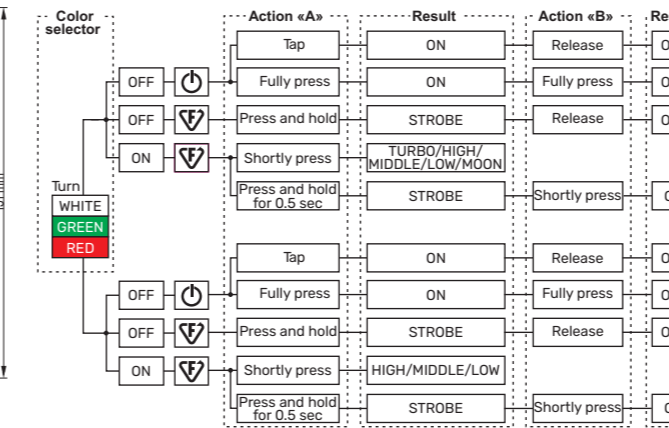 Color selector
Action «A»
Result
Action «B»
Tap
ON
Release
OFF
Fully press
ON
Fully press
OFF
Press and hold
STROBE
Release
ON
Shortly press
TURBO/HIGH/
MIDDLE/LOW/MOON
Press and hold
for 0.5 sec
STROBE
Shortly press
Turn
WHITE
GREEN
RED
Tap
ON
Release
OFF
Fully press
ON
Fully press
OFF
Press and hold
STROBE
Release
ON
Shortly press
HIGH/MIDDLE/LOW
Press and hold
for 0.5 sec
STROBE
Shortly press